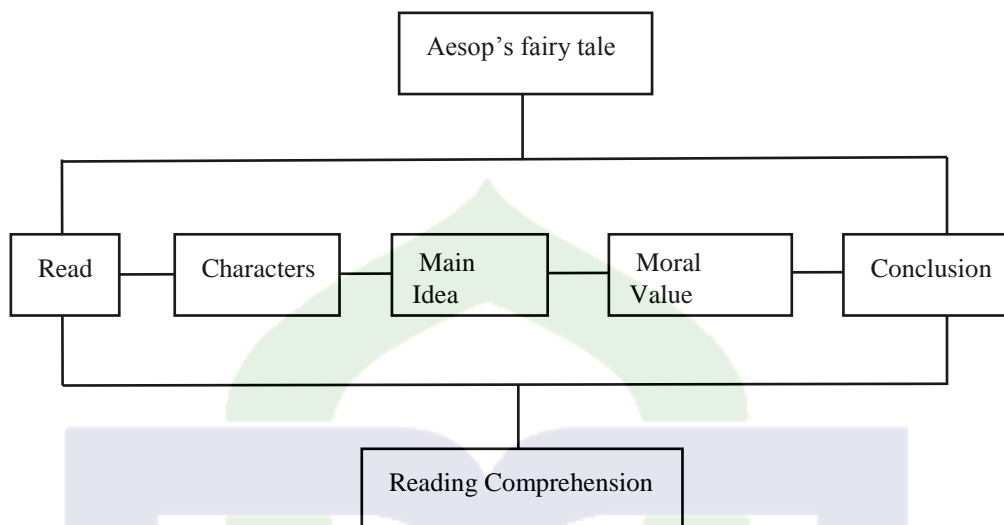 Aesop’s fairy tale
Read
Characters
Main
Idea
Moral
Value
Conclusion
Reading Comprehension